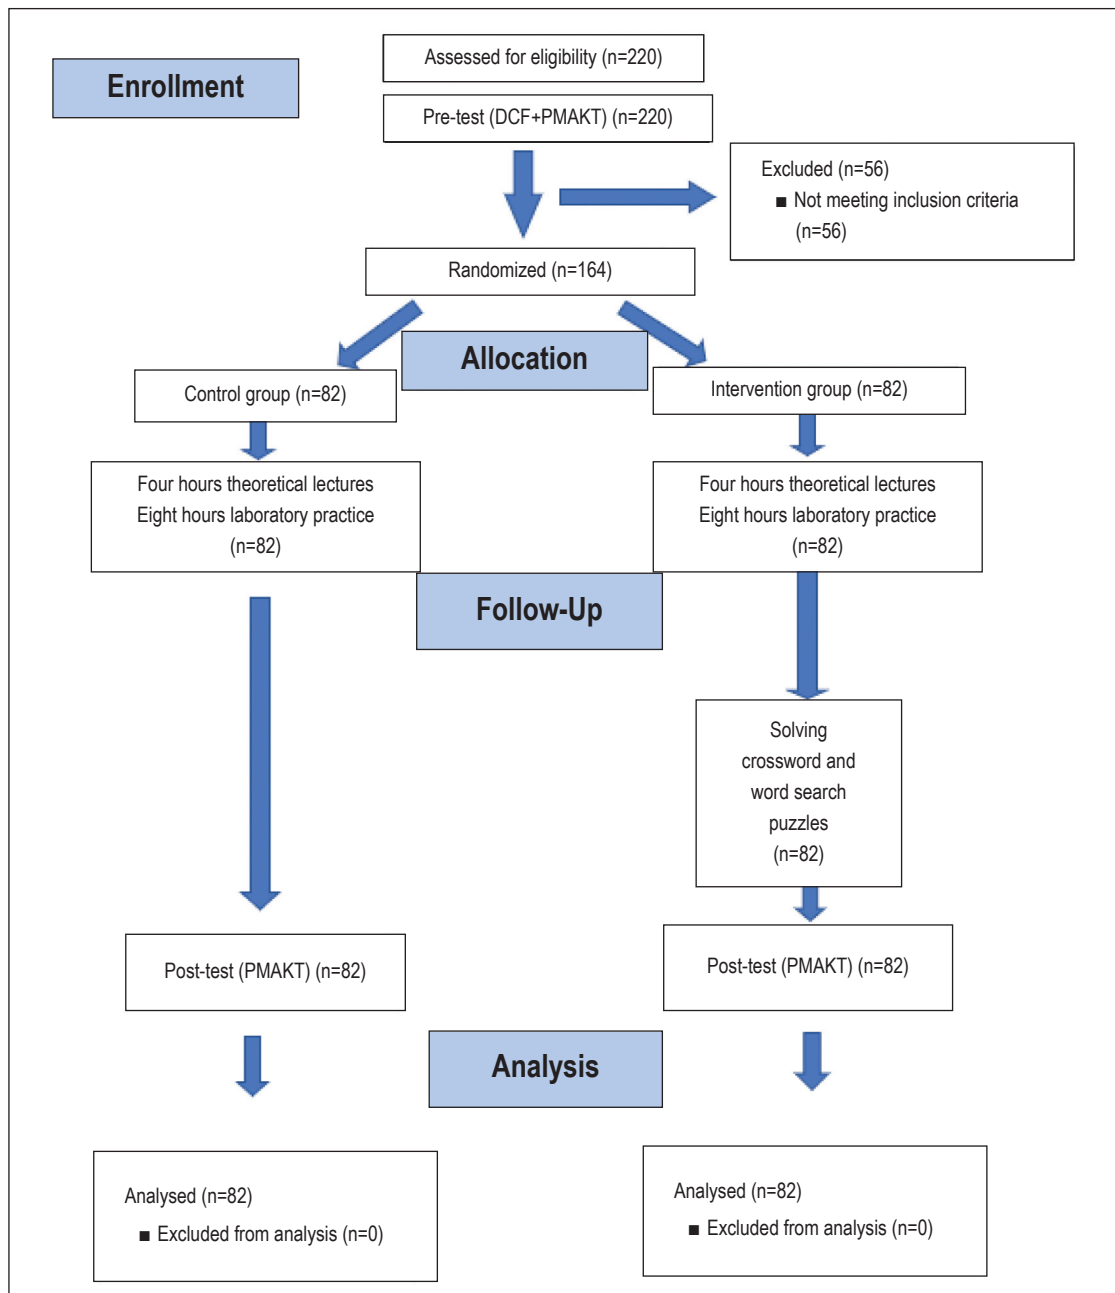 Enrollment
Assessed for eligibility (n=220)
Pre-test (DCF+PMAKT) (n=220)
Excluded (n=56)
■ Not meeting inclusion criteria
(n=56)
Randomized (n=164)
Allocation
Control group (n=82)
Intervention group (n=82)
Four hours theoretical lectures
Eight hours laboratory practice
(n=82)
Four hours theoretical lectures
Eight hours laboratory practice
(n=82)
Follow-Up
Solving
crossword and
word search
puzzles
(n=82)
Post-test (PMAKT) (n=82)
Post-test (PMAKT) (n=82)
Analysis
Analysed (n=82)
■ Excluded from analysis (n=0)
Analysed (n=82)
■ Excluded from analysis (n=0)